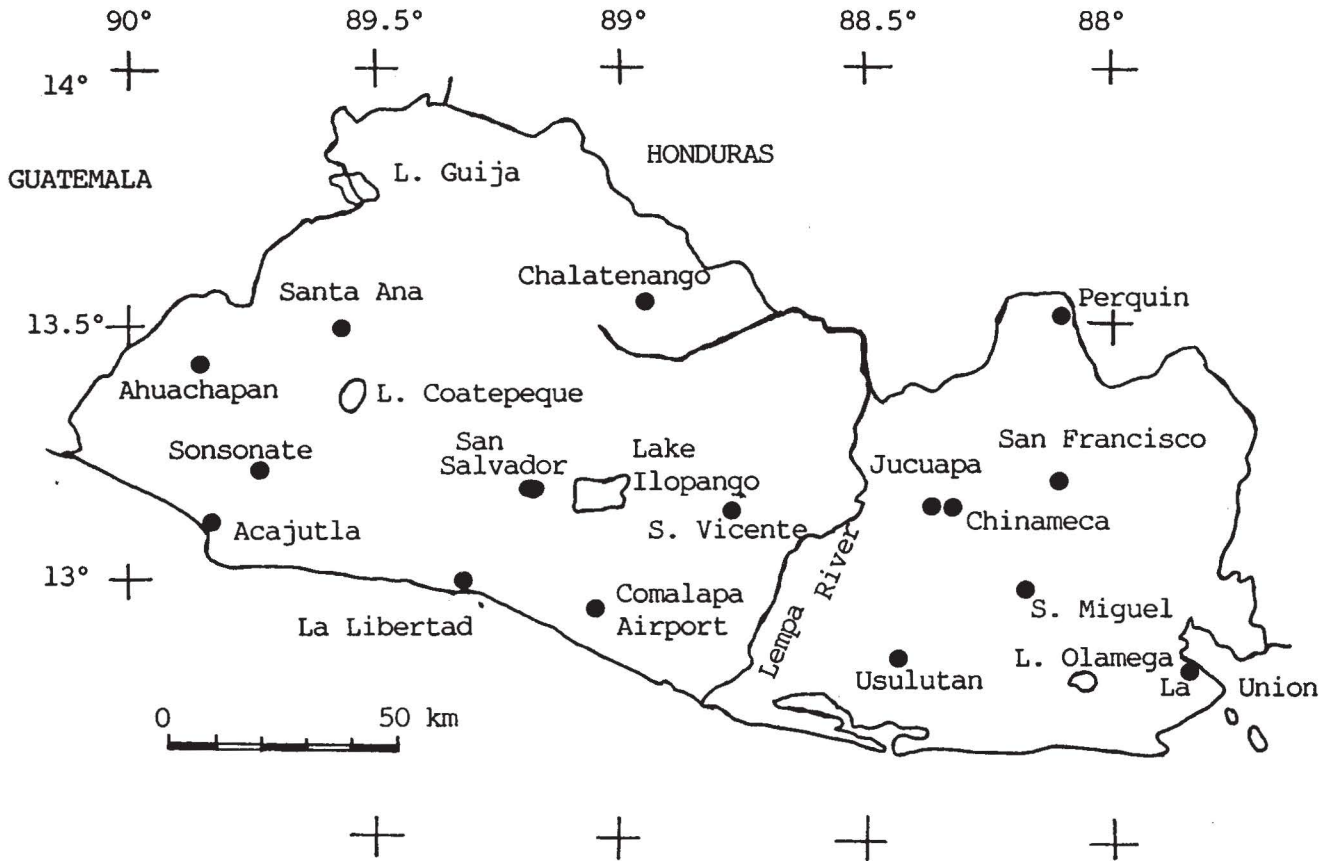 90°
89.5°
89°
88.5°
88°
14°
GUATEMALA
HONDURAS
L. Guija
Santa Ana
Chalatenango
Perquin
13.5°
Ahuachapan
L. Coatepeque
Sonsonate
San
Salvador
Lake
Ilopango
San Francisco
Jucuapa
Chinameca
S. Vicente
Acajutla
13°
La Libertad
Comalapa
Airport
Lempa River
S. Miguel
Usulutan
L. Olamega
La Union
0 50 km